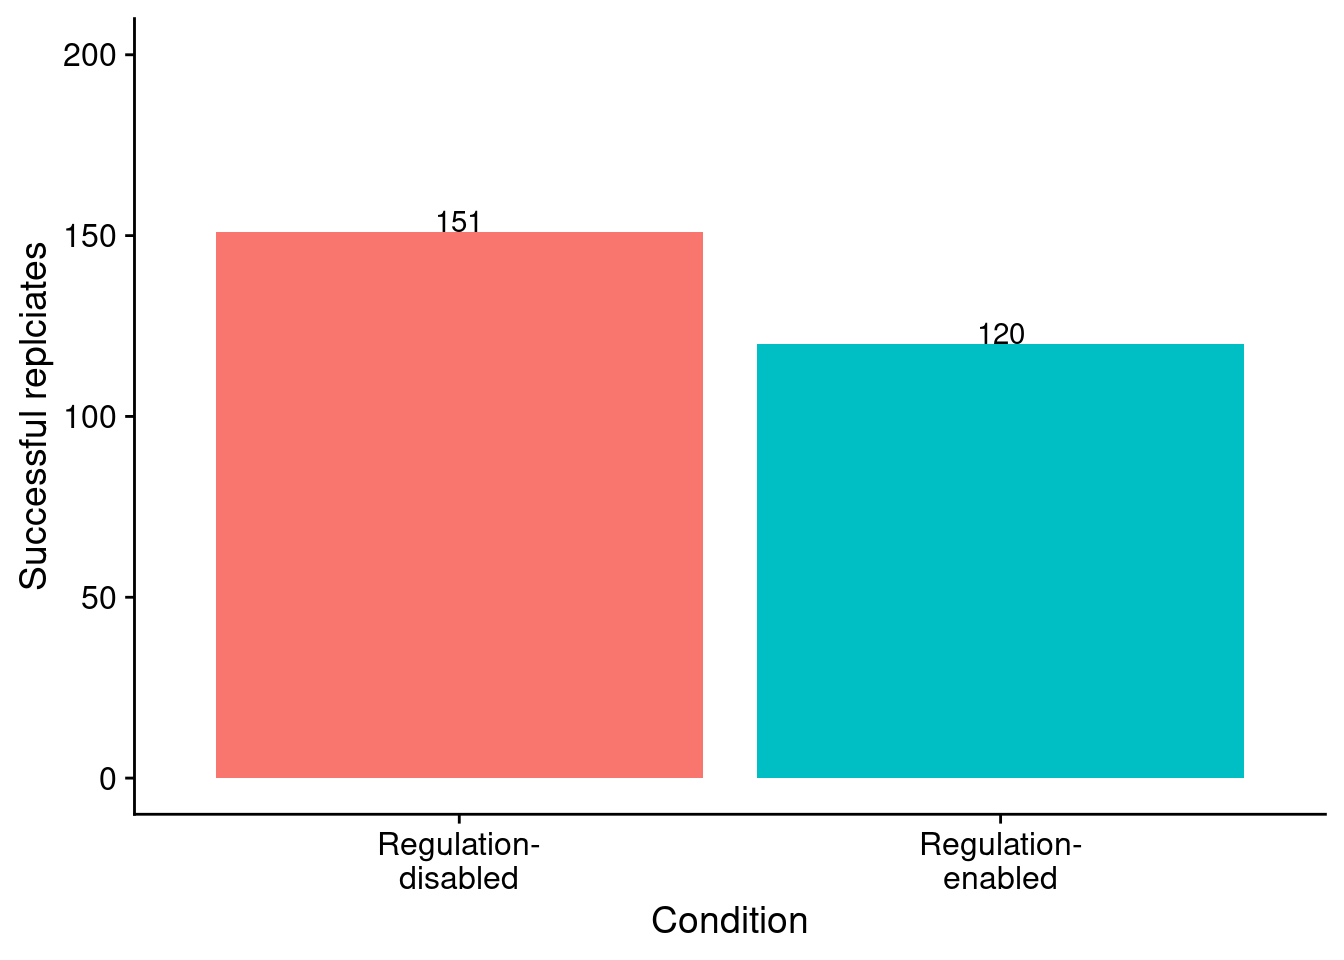 Successful replciates
200
150
100
50
0
151
120
Regulation-
disabled
Regulation-
enabled
Condition